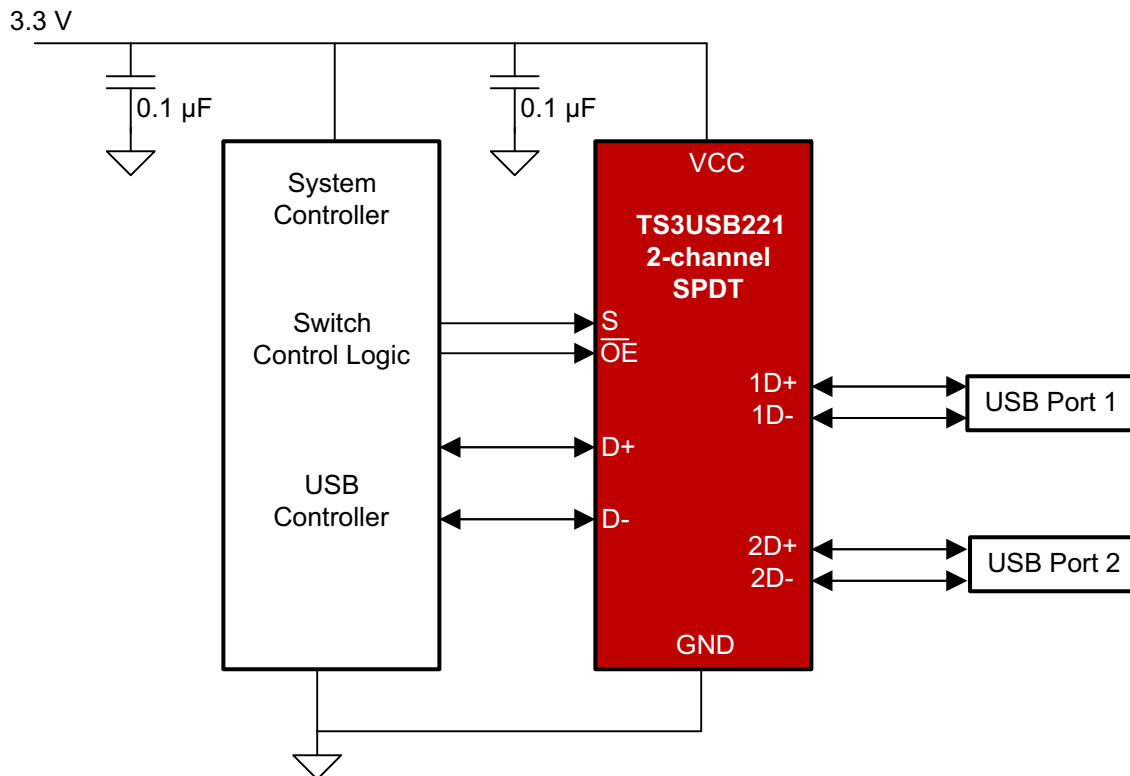 3.3 V
0.1 µF
0.1 µF
System
Controller
Switch
Control Logic
USB
Controller
VCC
TS3USB221
2-channel
SPDT
S
O̅E̅
D+
D-
1D+
1D-
2D+
2D-
GND
USB Port 1
USB Port 2